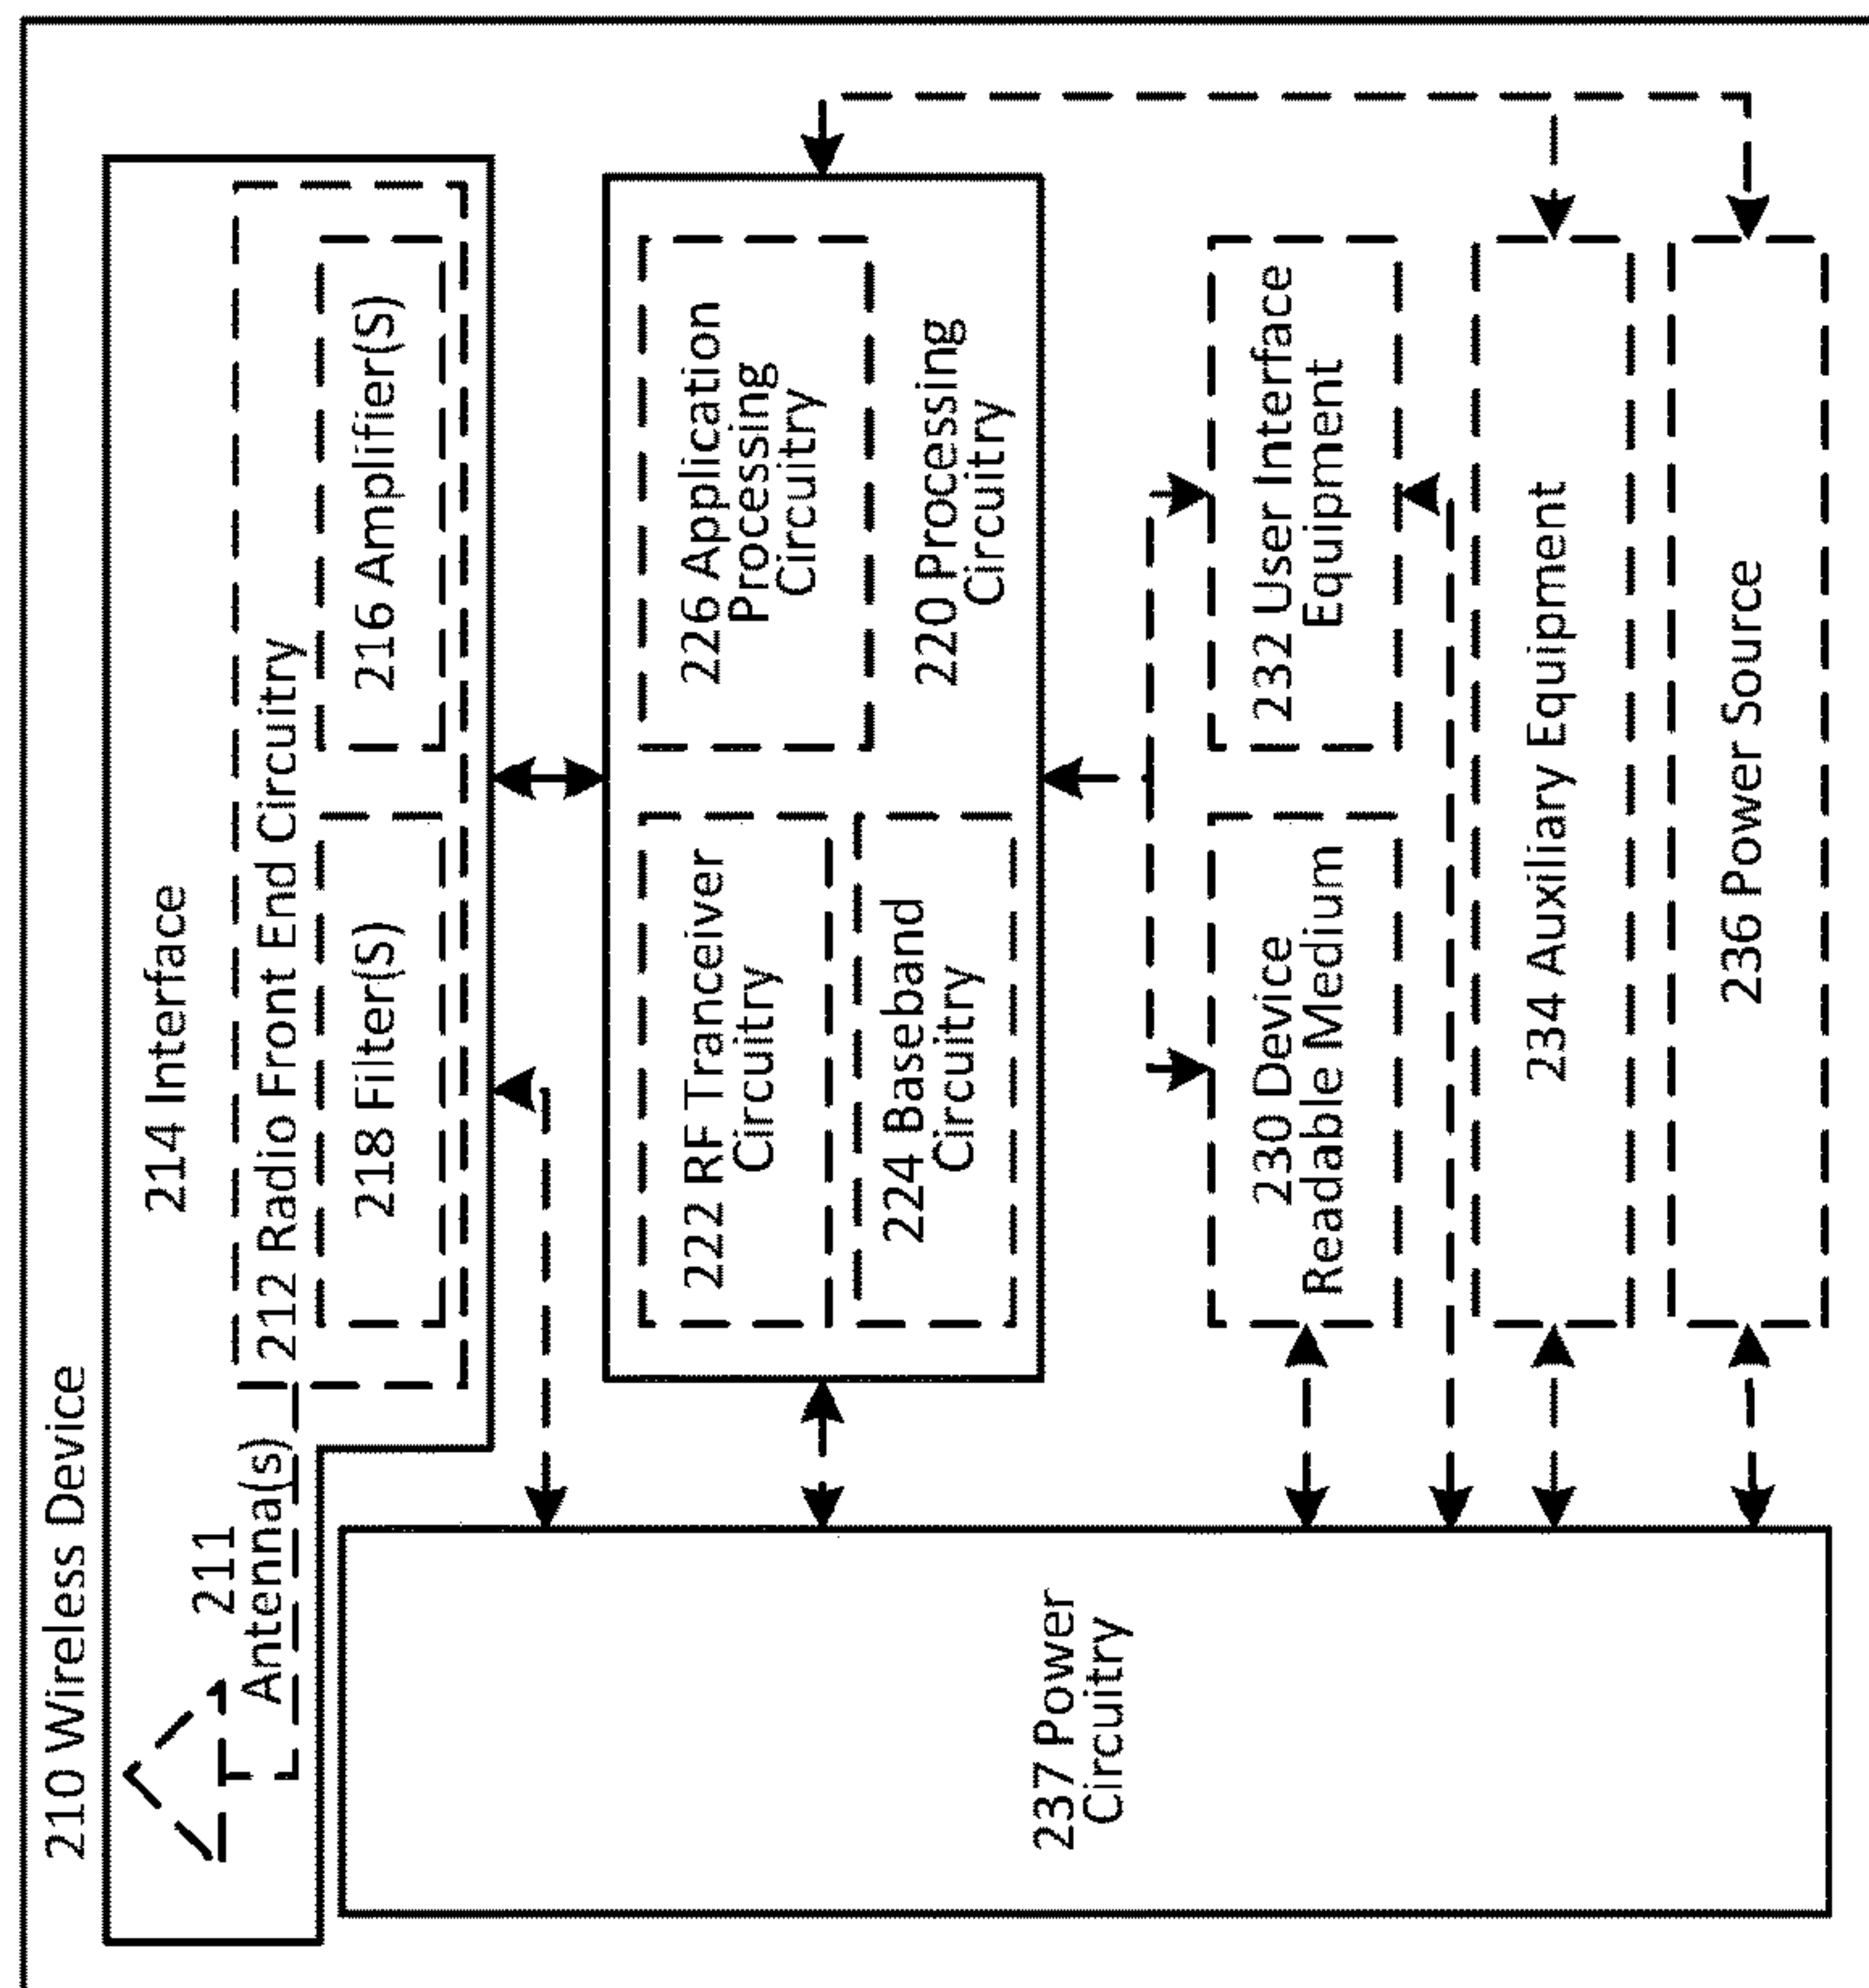 210 Wireless Device
214 Interface
211
Antenna(s)
212 Radio Front End Circuitry
218 Filter(S)
216 Amplifier(S)
222 RF Tranceiver
Circuitry
224 Baseband
Circuitry
226 Application
Processing
Circuitry
220 Processing
Circuitry
230 Device
Readable Medium
232 User Interface
Equipment
234 Auxiliary Equipment
236 Power Source
237 Power
Circuitry